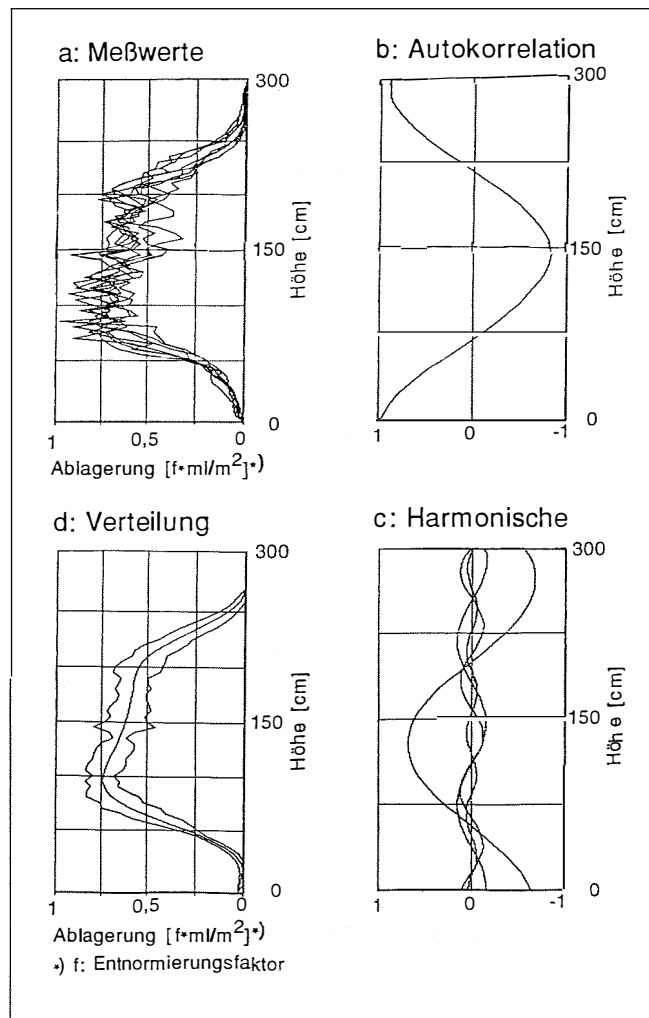 a: Meßwerte
300
150
0
Höhe [cm]
1 0,5 0
Ablagerung [f*ml/m²]*)
b: Autokorrelation
300
150
0
Höhe [cm]
1 0 -1
d: Verteilung
300
150
0
Höhe [cm]
1 0,5 0
Ablagerung [f*ml/m²]*)
*) f: Entnormierungsfaktor
c: Harmonische
300
150
0
Höhe [cm]
1 0 -1